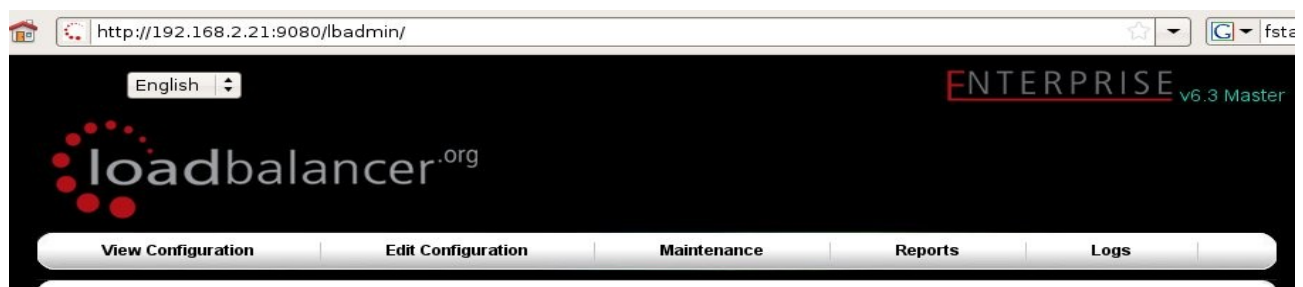 http://192.168.2.21:9080/lbadmin/
G fsta
English
ENTERPRISE v6.3 Master
loadbalancer.org
View Configuration Edit Configuration Maintenance Reports Logs